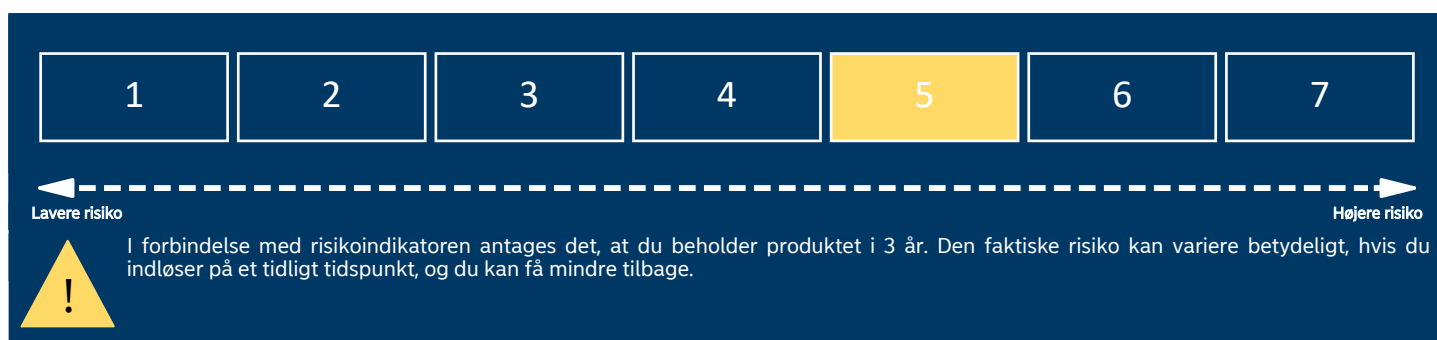 1 2 3 4 5 6 7
Lavere risiko Højere risiko
I forbindelse med risikoindikatoren antages det, at du beholder produktet i 3 år. Den faktiske risiko kan variere betydeligt, hvis du
indløser på et tidligt tidspunkt, og du kan få mindre tilbage.
!